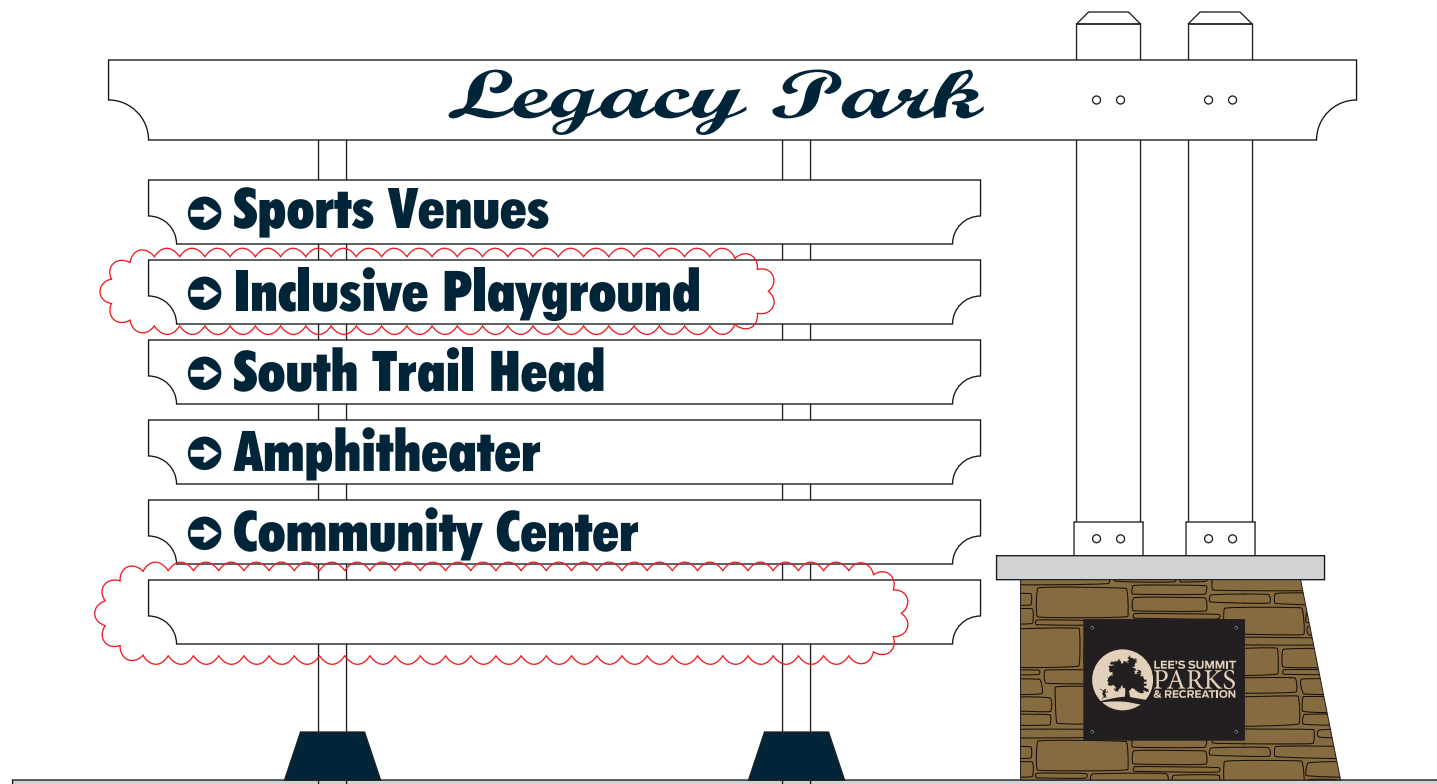 Legacy Park
Sports Venues
Inclusive Playground
South Trail Head
Amphitheater
Community Center
LEE'S SUMMIT
PARKS
& RECREATION